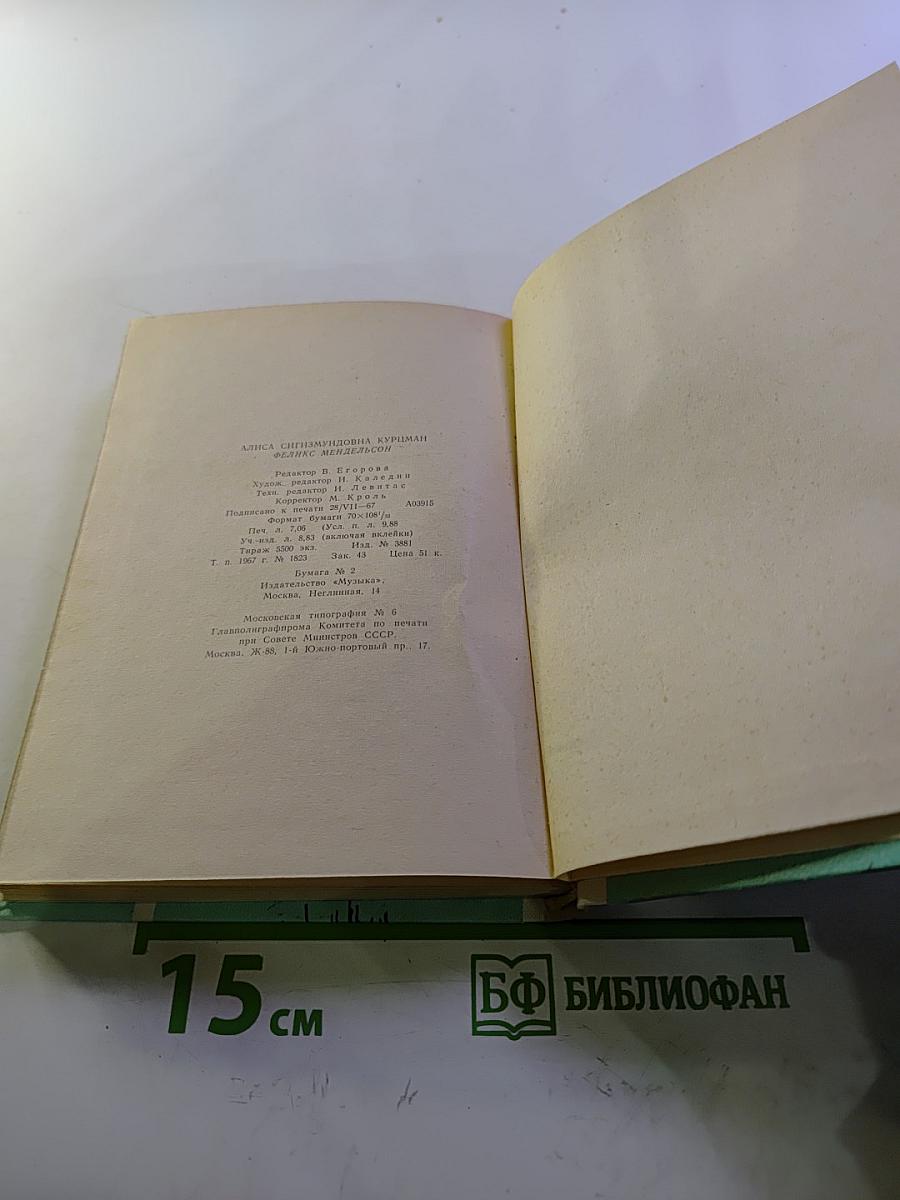 АЛИСА СИГИЗМУНДОВНА КУРЦМАН
ФЕЛИКС МЕНДЕЛЬСОН
Редактор В. Егорова
Худож. редактор И. Каледин
Техн. редактор И. Левитас
Корректор М. Кроль
Подписано к печати 28/VII—67 А03915
Формат бумаги 70×108¹/₃₂
Печ. л. 7,06 (Усл. п. л. 9,88
Уч.-изд. л. 8,83 (включая вклейки)
Тираж 5500 экз. Изд. № 3881
Т. п. 1967 г. № 1823 Зак. 43 Цена 51 к.
Бумага № 2
Издательство «Музыка»,
Москва, Неглинная, 14
Московская типография № 6
Главполиграфпрома Комитета по печати
при Совете Министров СССР.
Москва, Ж-88, 1-й Южно-портовый пр., 17.
15 см
БФ БИБЛИОФАН